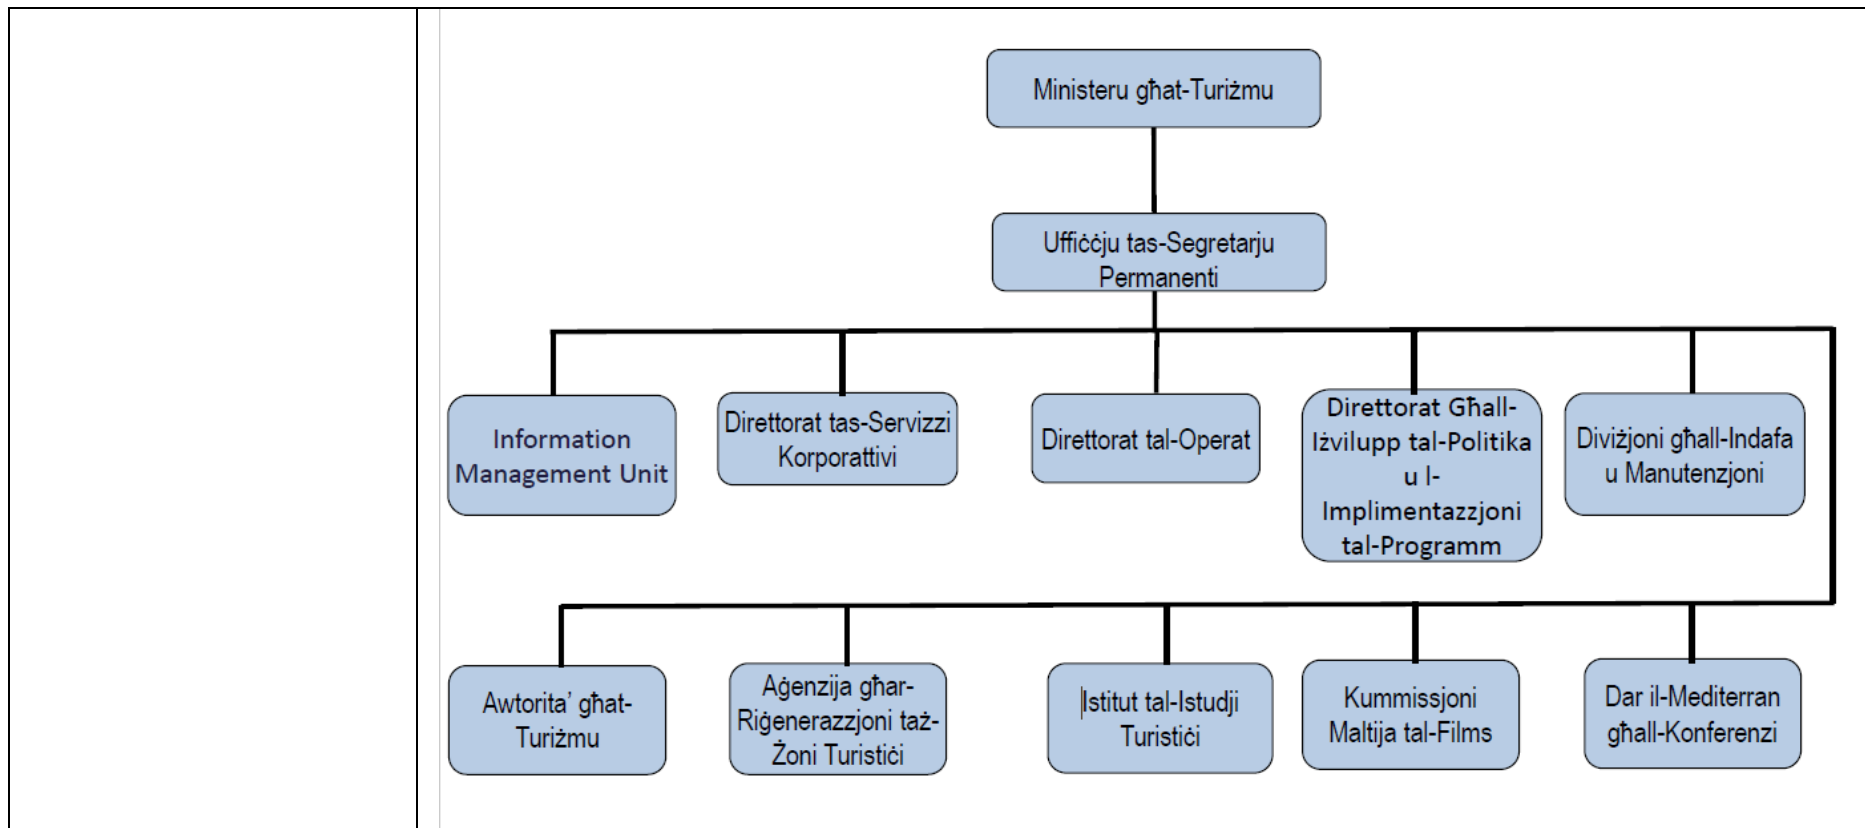 Ministeru għat-Turiżmu
Uffiċċju tas-Segretarju
Permanenti
Information
Management Unit
Direttorat tas-Servizzi
Korporattivi
Direttorat tal-Operat
Direttorat Għall-
Iżvilupp tal-Politika
u l-
Implimentazzjoni
tal-Programm
Diviżjoni għall-Indafa
u Manutenzjoni
Awtorita’ għat-
Turiżmu
Aġenzija għar-
Riġenerazzjoni taż-
Żoni Turistiċi
Istitut tal-Istudji
Turistiċi
Kummissjoni
Maltija tal-Films
Dar il-Mediterran
għall-Konferenzi